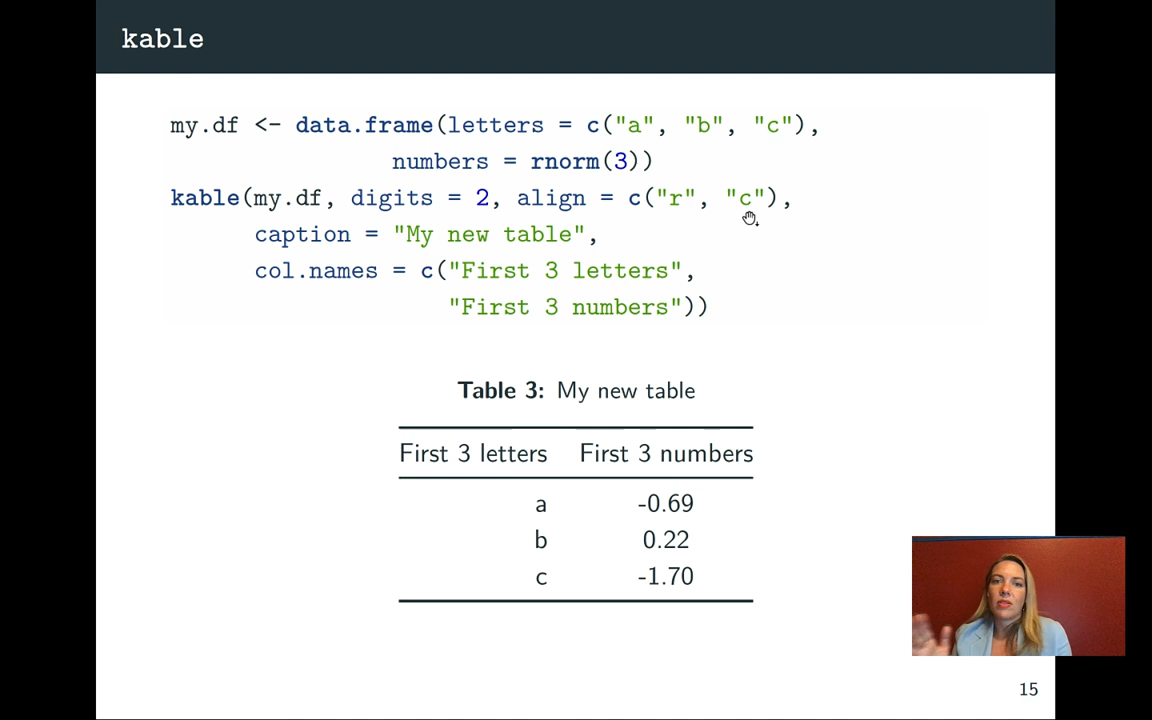 kable
my.df <- data.frame(letters = c("a", "b", "c"),
numbers = rnorm(3))
kable(my.df, digits = 2, align = c("r", "c"),
caption = "My new table",
col.names = c("First 3 letters",
"First 3 numbers"))
Table 3: My new table
First 3 letters First 3 numbers
a -0.69
b 0.22
c -1.70
15